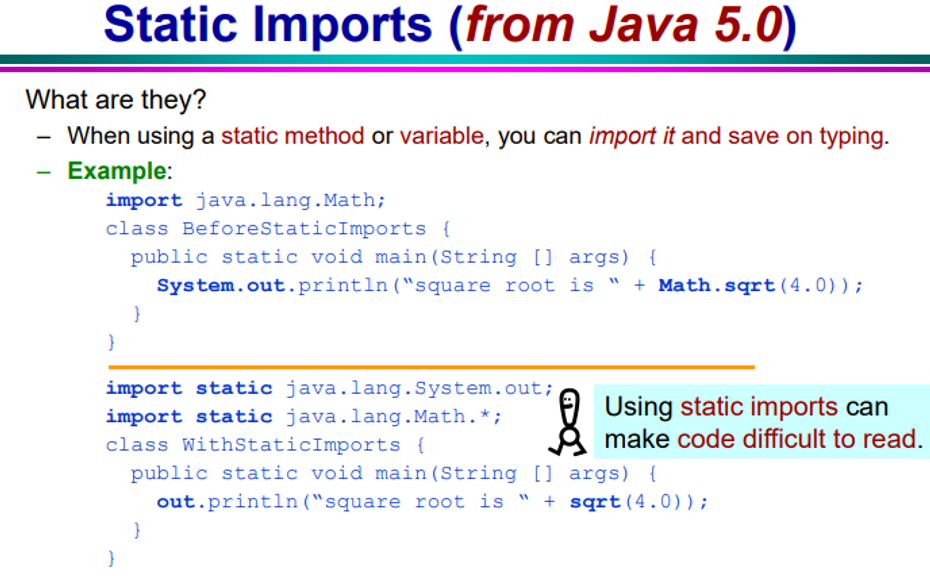 Static Imports (from Java 5.0)
What are they?
– When using a static method or variable, you can import it and save on typing.
– Example:
import java.lang.Math;
class BeforeStaticImports {
public static void main(String [] args) {
System.out.println(“square root is “ + Math.sqrt(4.0));
}
}
import static java.lang.System.out;
import static java.lang.Math.*;
class WithStaticImports {
public static void main(String [] args) {
out.println(“square root is “ + sqrt(4.0));
}
}
Using static imports can
make code difficult to read.